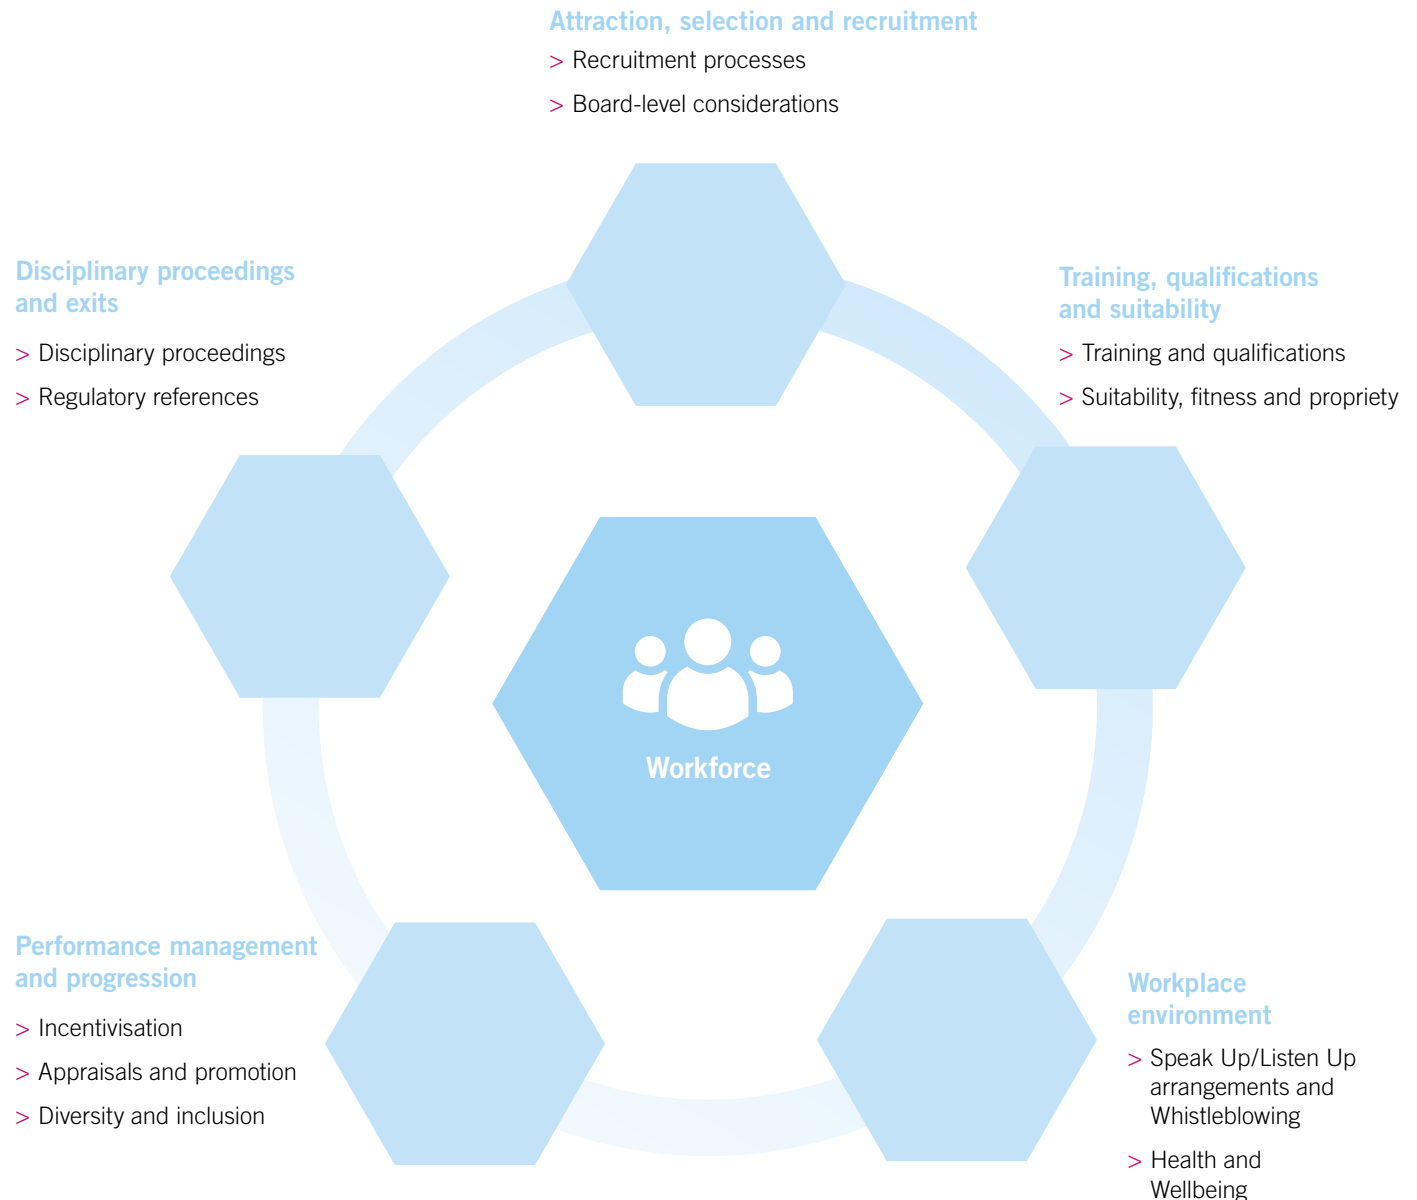 Attraction, selection and recruitment
> Recruitment processes
> Board-level considerations
Disciplinary proceedings
and exits
> Disciplinary proceedings
> Regulatory references
Training, qualifications
and suitability
> Training and qualifications
> Suitability, fitness and propriety
Workforce
Performance management
and progression
> Incentivisation
> Appraisals and promotion
> Diversity and inclusion
Workplace
environment
> Speak Up/Listen Up
arrangements and
Whistleblowing
> Health and
Wellbeing